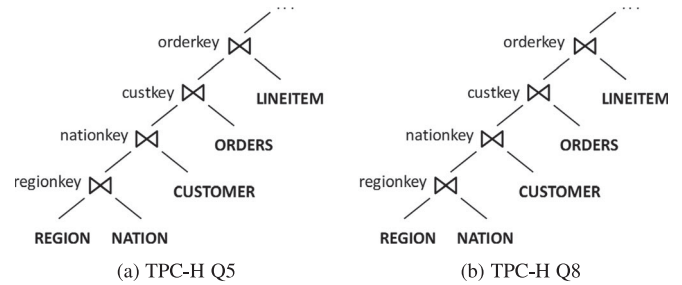 ...
orderkey
custkey
LINEITEM
nationkey
ORDERS
regionkey
CUSTOMER
REGION NATION
(a) TPC-H Q5
...
orderkey
custkey
LINEITEM
nationkey
ORDERS
regionkey
CUSTOMER
REGION NATION
(b) TPC-H Q8